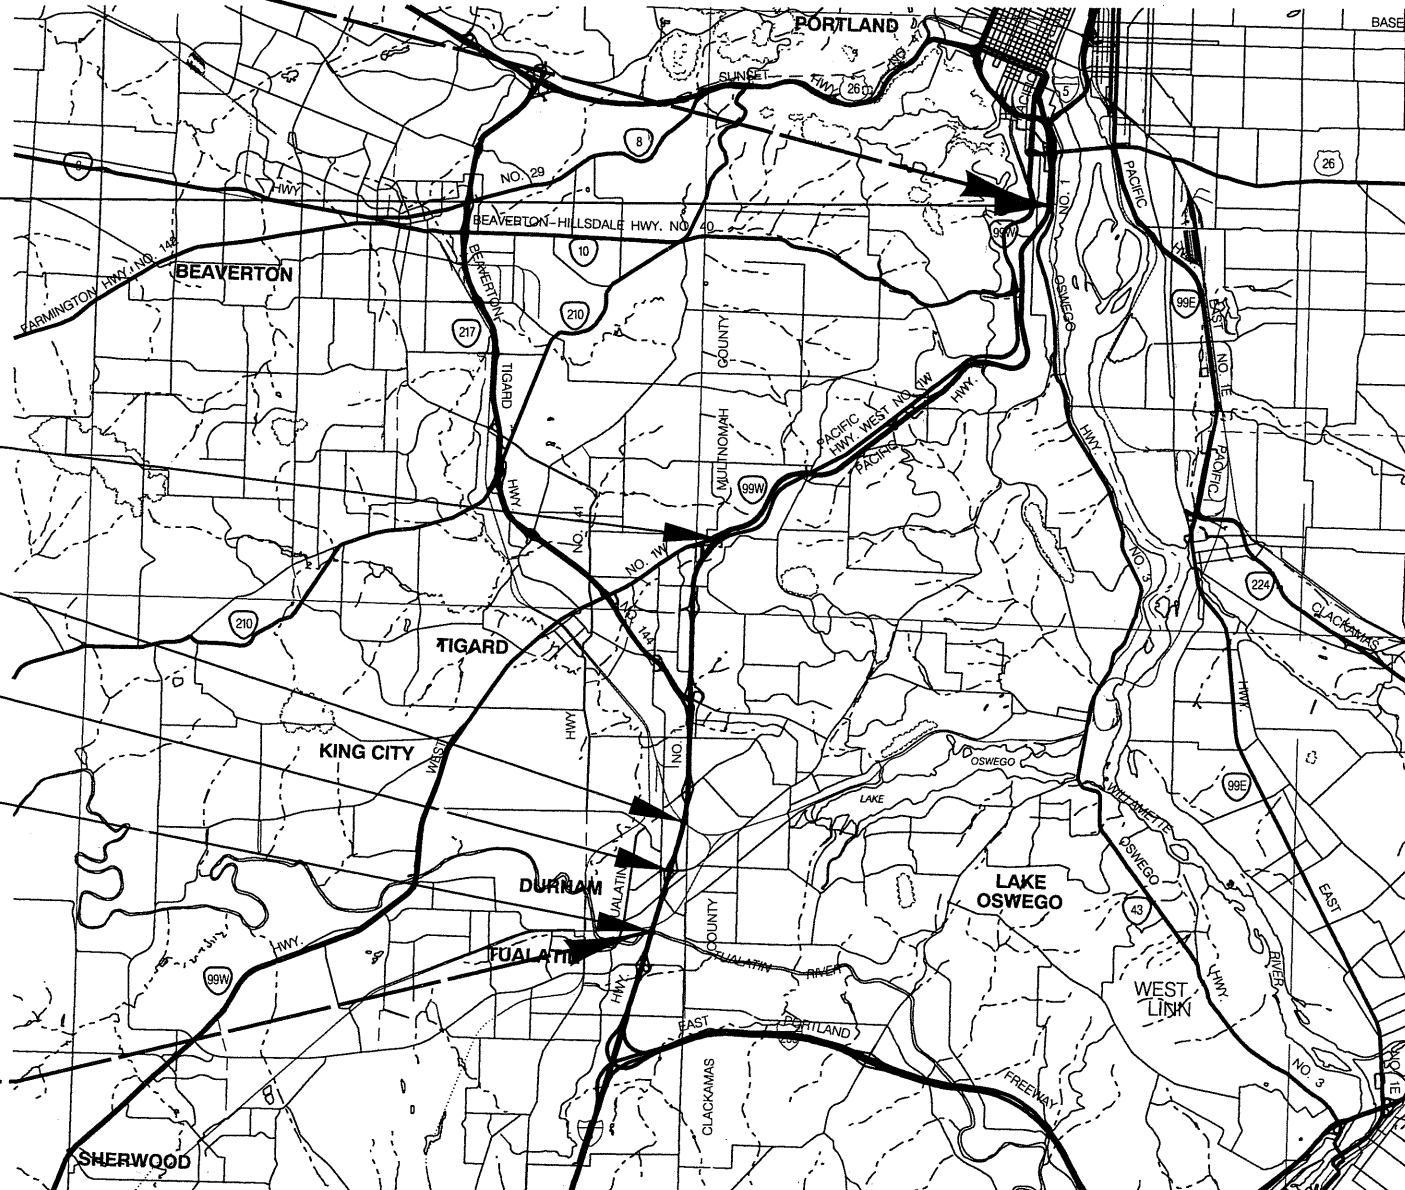 PORTLAND
BASE
SUNSET
HWY.
NO. 47
26
5
8
26
8
NO. 29
HWY
PACIFIC
NO. 1
BEAVERTON-HILLSDALE HWY. NO. 40
99W
FARMINGTON HWY. NO. 142
10
BEAVERTON
BEAVERTON-
HWY.
210
217
OSWEGO
99E
EAST
COUNTY
TIGARD
NO. 1E
PACIFIC
HWY. WEST NO. 1W
HWY.
PACIFIC
MULTNOMAH
HWY.
PACIFIC
99W
HWY
NO. 141
NO. 1W
NO. 3
224
CLACKAMAS
210
NO. 144
TIGARD
HWY.
HWY
KING CITY
WEST
NO. 1
OSWEGO
LAKE
99E
WILLAMETTE
OSWEGO
DURHAM
TUALATIN
LAKE
OSWEGO
EAST
43
COUNTY
HWY.
TUALATIN
TUALATIN
RIVER
RIVER
99W
HWY.
HWY.
WEST
LINN
EAST
PORTLAND
CLACKAMAS
FREEWAY
NO. 3
NO. 1E
SHERWOOD